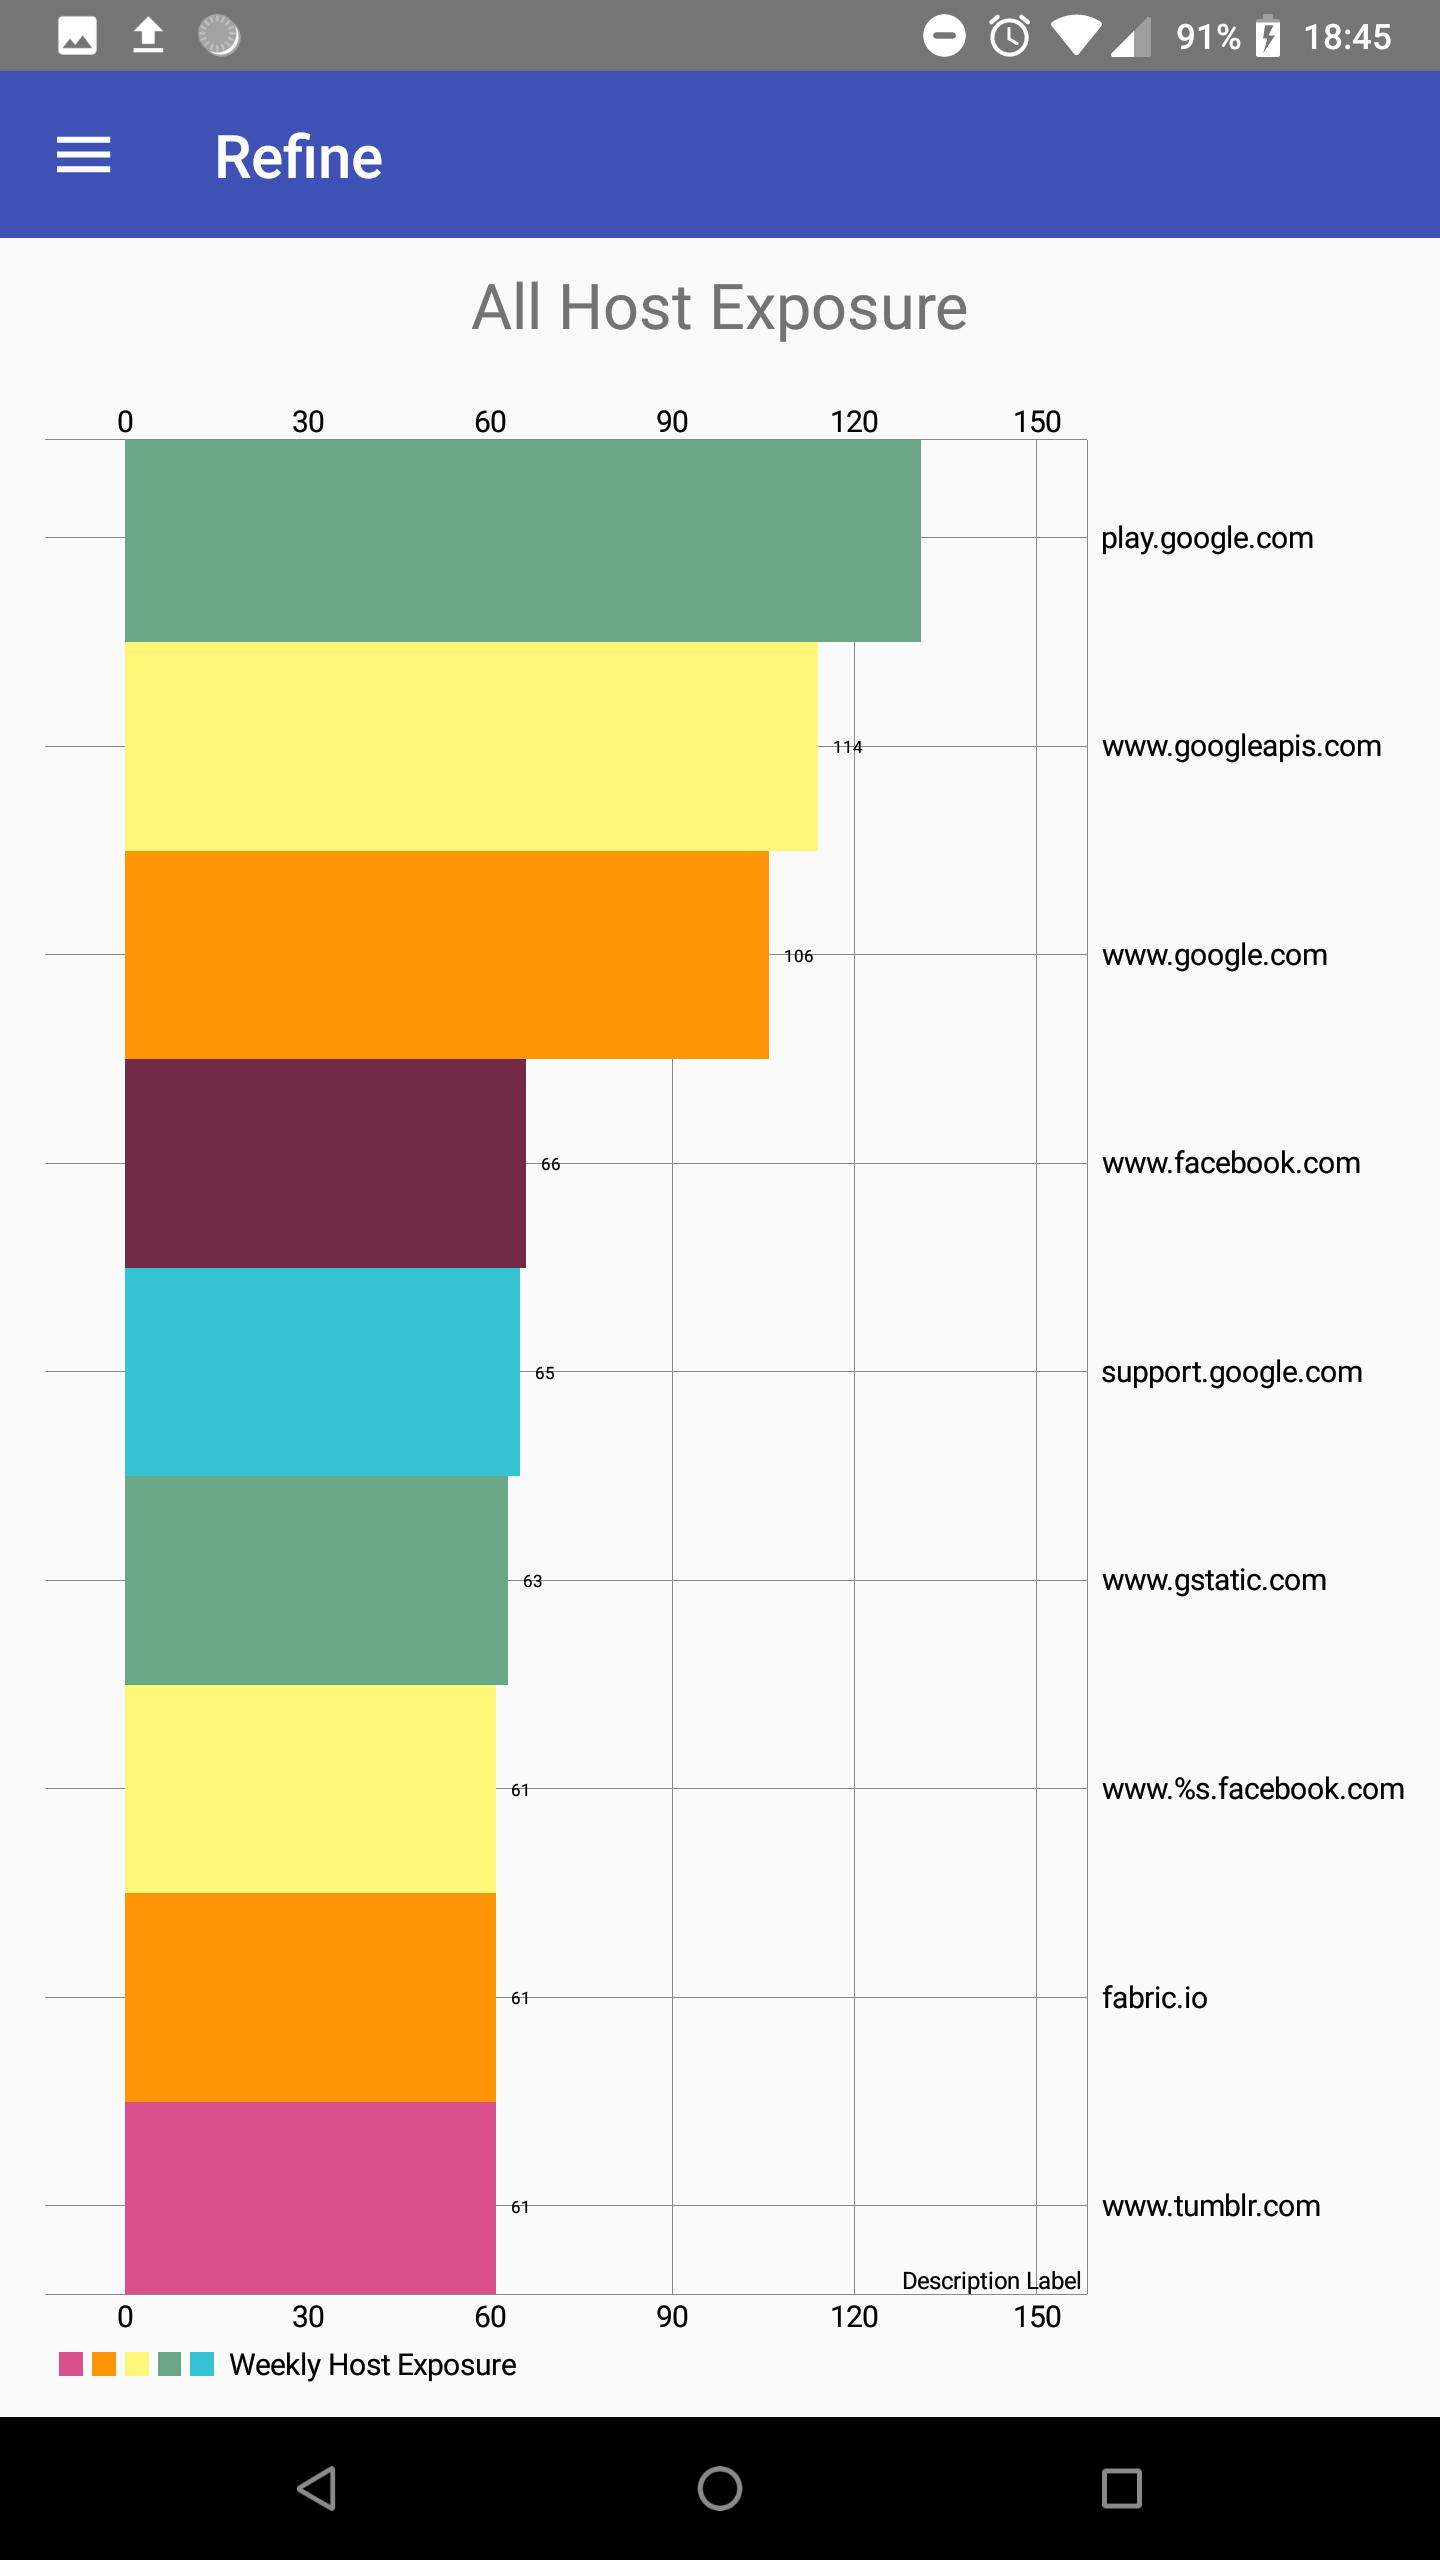 91% 18:45
Refine
All Host Exposure
0 30 60 90 120 150
play.google.com
114 www.googleapis.com
106 www.google.com
66 www.facebook.com
65 support.google.com
63 www.gstatic.com
61 www.%s.facebook.com
61 fabric.io
61 www.tumblr.com
Description Label
0 30 60 90 120 150
Weekly Host Exposure